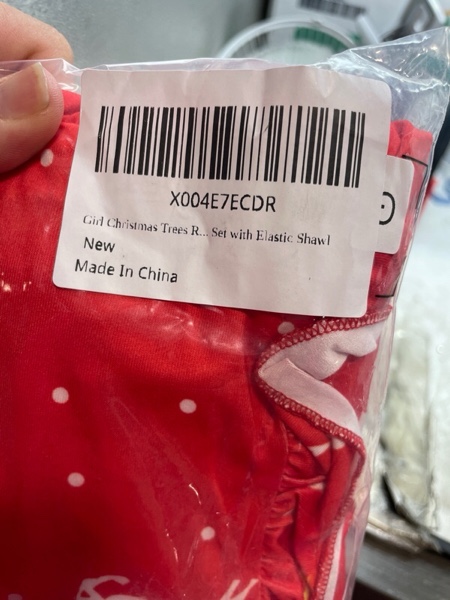 X004E7ECDR
Girl Christmas Trees R... Set with Elastic Shawl
New
Made In China